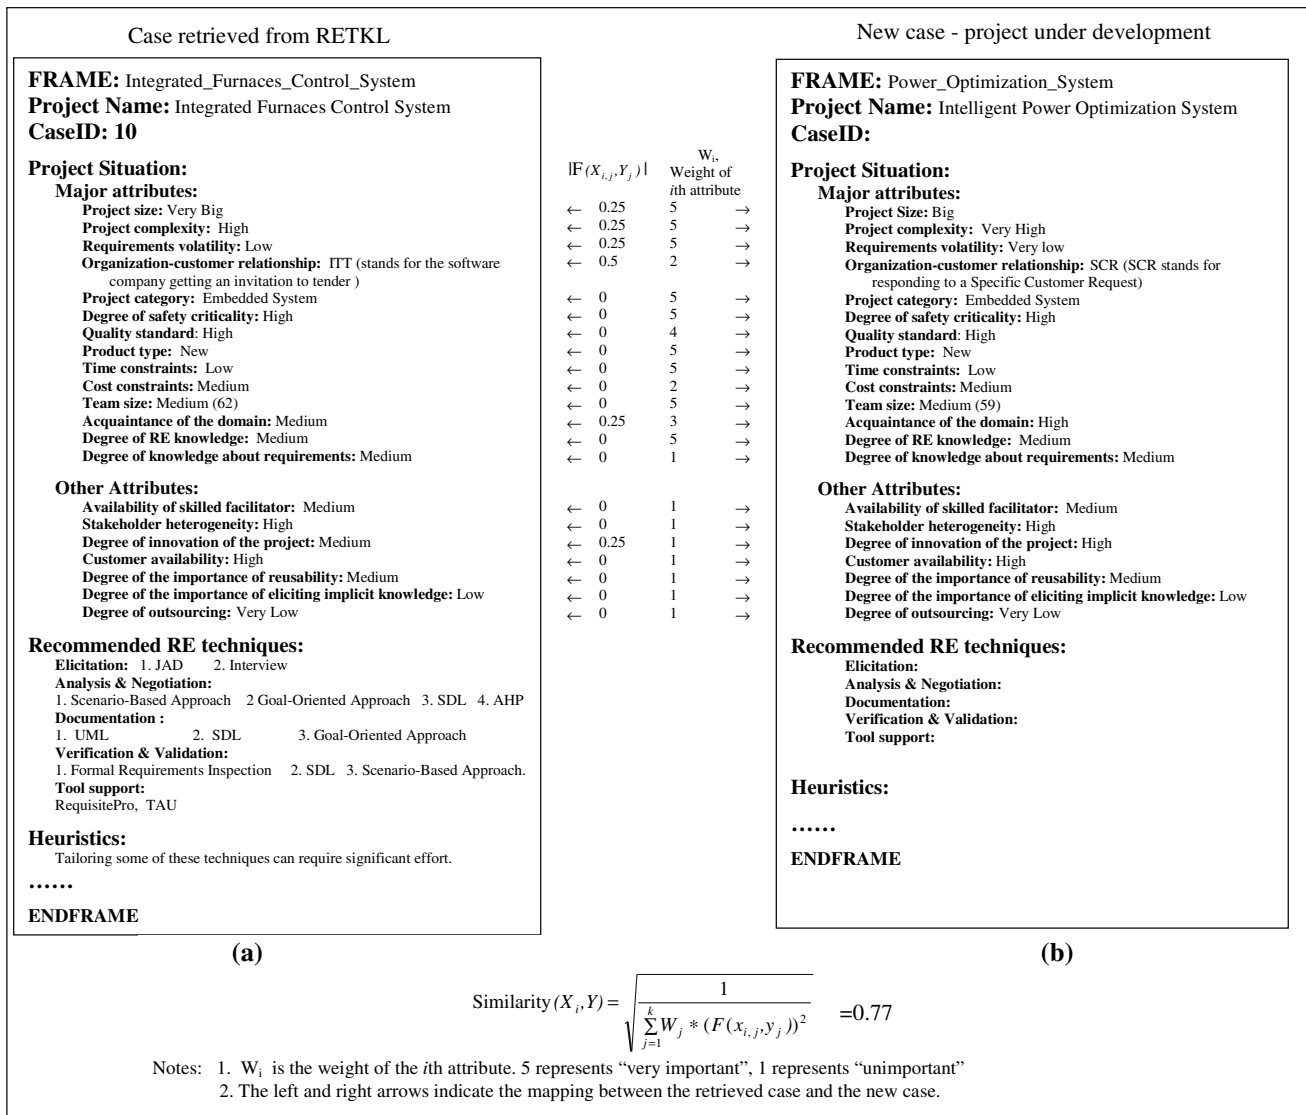 Case retrieved from RETKL
New case - project under development
FRAME: Integrated_Furnaces_Control_System
Project Name: Integrated Furnaces Control System
CaseID: 10
Project Situation:
Major attributes:
Project size: Very Big
Project complexity: High
Requirements volatility: Low
Organization-customer relationship: ITT (stands for the software
company getting an invitation to tender )
Project category: Embedded System
Degree of safety criticality: High
Quality standard: High
Product type: New
Time constraints: Low
Cost constraints: Medium
Team size: Medium (62)
Acquaintance of the domain: Medium
Degree of RE knowledge: Medium
Degree of knowledge about requirements: Medium
Other Attributes:
Availability of skilled facilitator: Medium
Stakeholder heterogeneity: High
Degree of innovation of the project: Medium
Customer availability: High
Degree of the importance of reusability: Medium
Degree of the importance of eliciting implicit knowledge: Low
Degree of outsourcing: Very Low
Recommended RE techniques:
Elicitation: 1. JAD 2. Interview
Analysis & Negotiation:
1. Scenario-Based Approach 2 Goal-Oriented Approach 3. SDL 4. AHP
Documentation :
1. UML 2. SDL 3. Goal-Oriented Approach
Verification & Validation:
1. Formal Requirements Inspection 2. SDL 3. Scenario-Based Approach.
Tool support:
RequisitePro, TAU
Heuristics:
Tailoring some of these techniques can require significant effort.
......
ENDFRAME
(a)
|F(X_{i,j},Y_j)| W_i,
Weight of
ith attribute
← 0.25 5 →
← 0.25 5 →
← 0.25 5 →
← 0.5 2 →
← 0 5 →
← 0 5 →
← 0 4 →
← 0 5 →
← 0 5 →
← 0 2 →
← 0 5 →
← 0.25 3 →
← 0 5 →
← 0 1 →
← 0 1 →
← 0 1 →
← 0.25 1 →
← 0 1 →
← 0 1 →
← 0 1 →
← 0 1 →
FRAME: Power_Optimization_System
Project Name: Intelligent Power Optimization System
CaseID:
Project Situation:
Major attributes:
Project Size: Big
Project complexity: Very High
Requirements volatility: Very low
Organization-customer relationship: SCR (SCR stands for
responding to a Specific Customer Request)
Project category: Embedded System
Degree of safety criticality: High
Quality standard: High
Product type: New
Time constraints: Low
Cost constraints: Medium
Team size: Medium (59)
Acquaintance of the domain: High
Degree of RE knowledge: Medium
Degree of knowledge about requirements: Medium
Other Attributes:
Availability of skilled facilitator: Medium
Stakeholder heterogeneity: High
Degree of innovation of the project: High
Customer availability: High
Degree of the importance of reusability: Medium
Degree of the importance of eliciting implicit knowledge: Low
Degree of outsourcing: Very Low
Recommended RE techniques:
Elicitation:
Analysis & Negotiation:
Documentation:
Verification & Validation:
Tool support:
Heuristics:
......
ENDFRAME
(b)
Similarity(X_i,Y) = √(1 / ∑_{j=1}^{k} W_j * (F(x_{i,j},y_j))^2) =0.77
Notes: 1. W_i is the weight of the ith attribute. 5 represents “very important”, 1 represents “unimportant”
2. The left and right arrows indicate the mapping between the retrieved case and the new case.